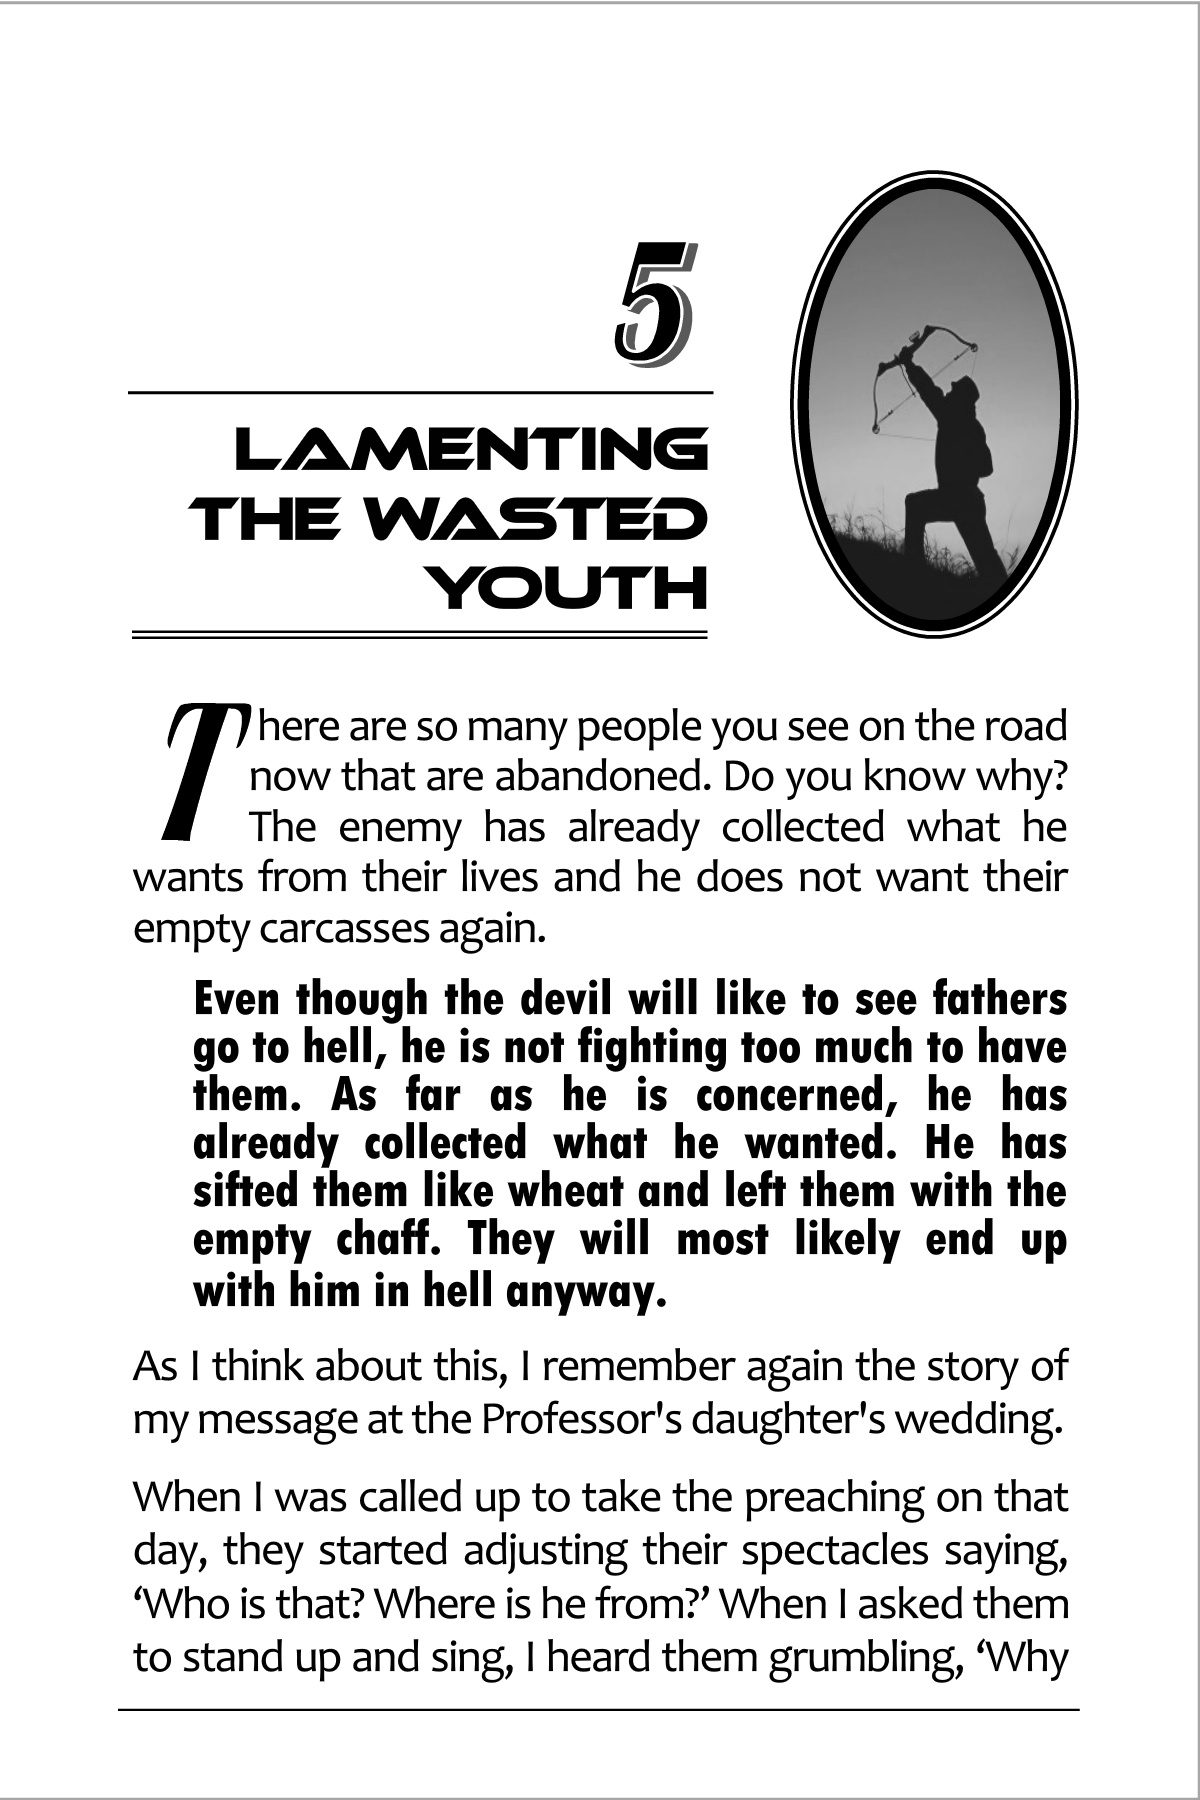 5
LAMENTING
THE WASTED
YOUTH
There are so many people you see on the road
now that are abandoned. Do you know why?
The enemy has already collected what he
wants from their lives and he does not want their
empty carcasses again.
Even though the devil will like to see fathers
go to hell, he is not fighting too much to have
them. As far as he is concerned, he has
already collected what he wanted. He has
sifted them like wheat and left them with the
empty chaff. They will most likely end up
with him in hell anyway.
As I think about this, I remember again the story of
my message at the Professor's daughter's wedding.
When I was called up to take the preaching on that
day, they started adjusting their spectacles saying,
‘Who is that? Where is he from?’ When I asked them
to stand up and sing, I heard them grumbling, ‘Why